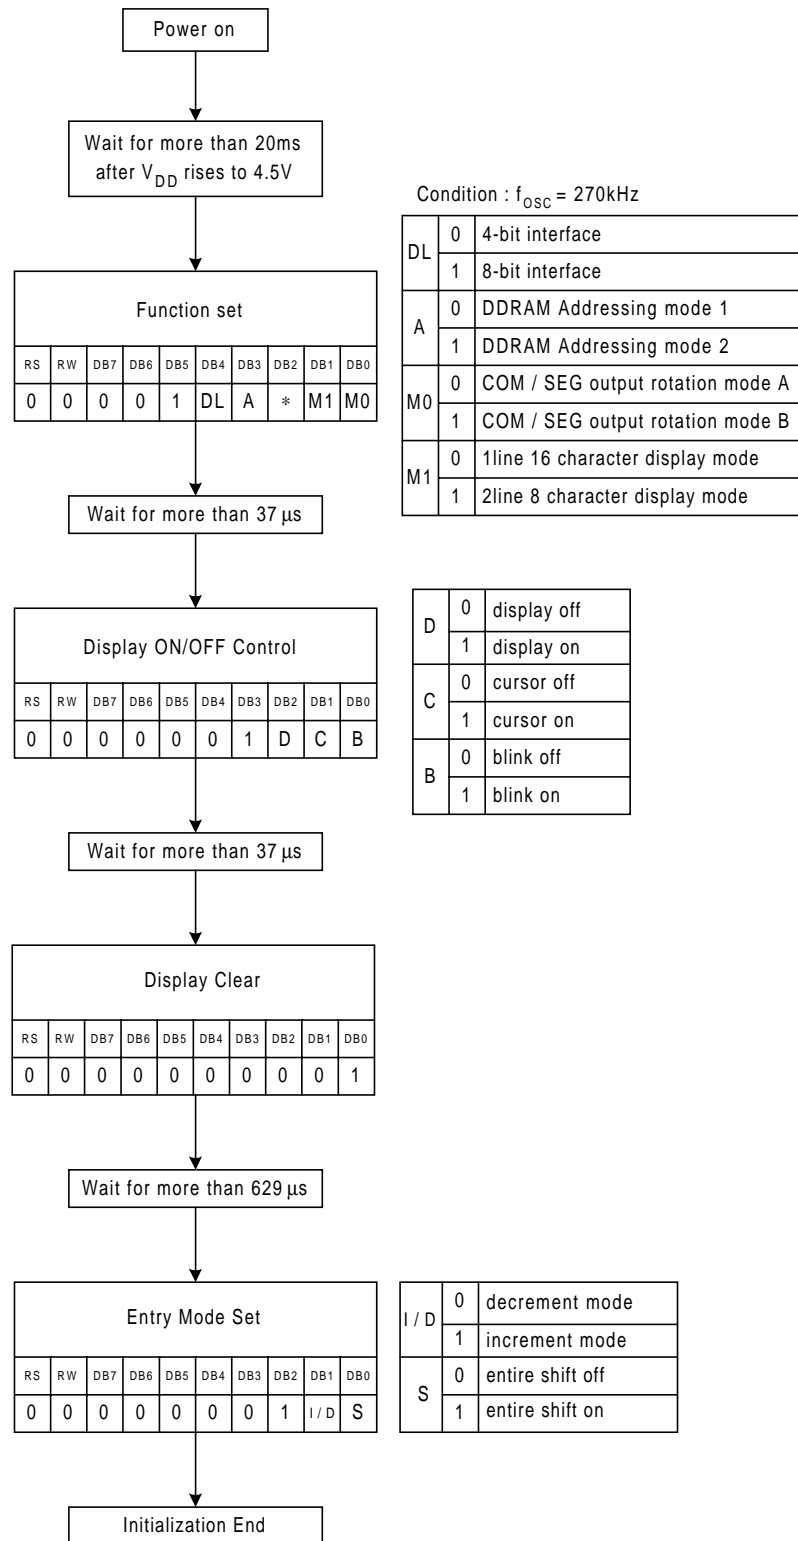 Power on
Wait for more than 20ms
after VDD rises to 4.5V
Condition : fOSC = 270kHz
DL 0 4-bit interface
1 8-bit interface
A 0 DDRAM Addressing mode 1
1 DDRAM Addressing mode 2
M0 0 COM / SEG output rotation mode A
1 COM / SEG output rotation mode B
M1 0 1line 16 character display mode
1 2line 8 character display mode
Function set
RS RW DB7 DB6 DB5 DB4 DB3 DB2 DB1 DB0
0 0 0 0 1 DL A * M1 M0
Wait for more than 37 µs
Display ON/OFF Control
RS RW DB7 DB6 DB5 DB4 DB3 DB2 DB1 DB0
0 0 0 0 0 0 1 D C B
D 0 display off
1 display on
C 0 cursor off
1 cursor on
B 0 blink off
1 blink on
Wait for more than 37 µs
Display Clear
RS RW DB7 DB6 DB5 DB4 DB3 DB2 DB1 DB0
0 0 0 0 0 0 0 0 0 1
Wait for more than 629 µs
Entry Mode Set
RS RW DB7 DB6 DB5 DB4 DB3 DB2 DB1 DB0
0 0 0 0 0 0 0 1 I / D S
I / D 0 decrement mode
1 increment mode
S 0 entire shift off
1 entire shift on
Initialization End